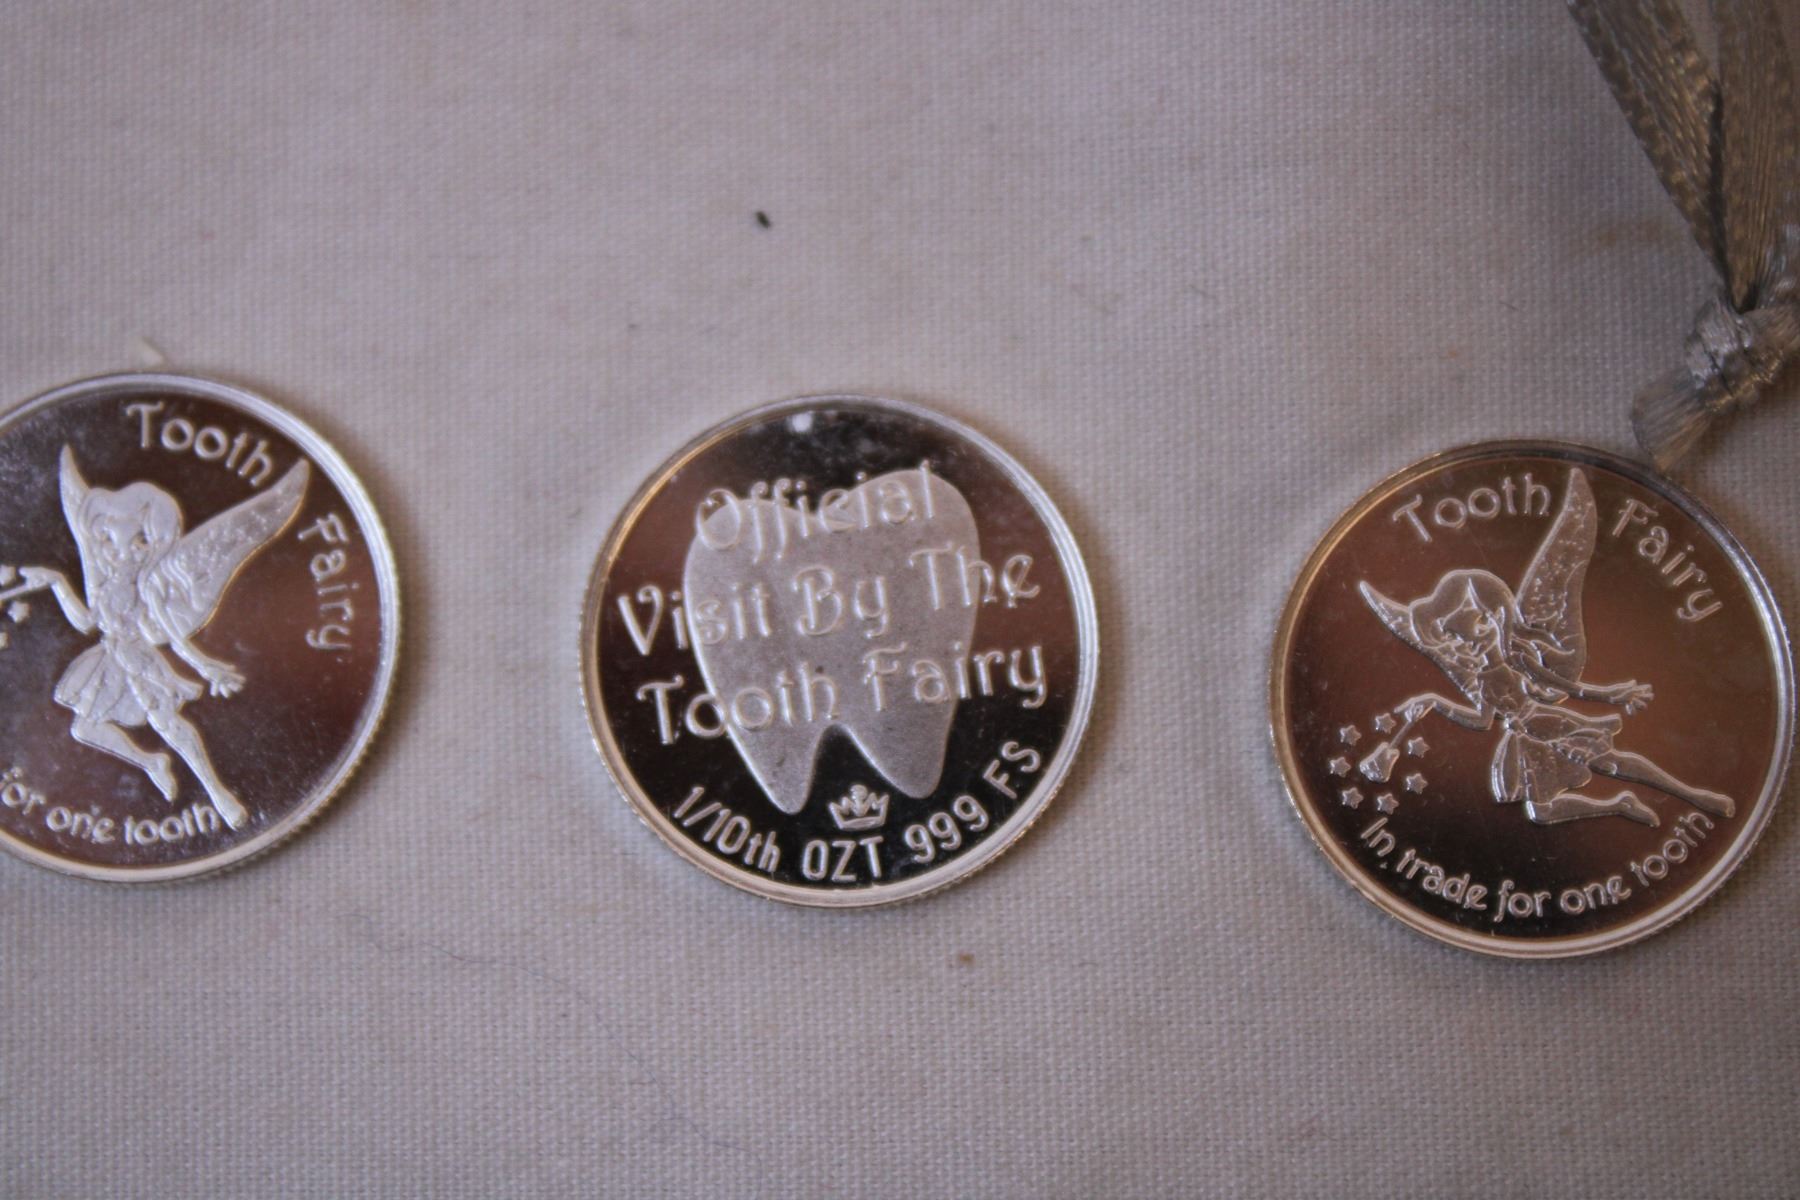 Tooth Fairy
for one tooth
Official
Visit By The
Tooth Fairy
1/10th OZT 999 FS
Tooth Fairy
In trade for one tooth